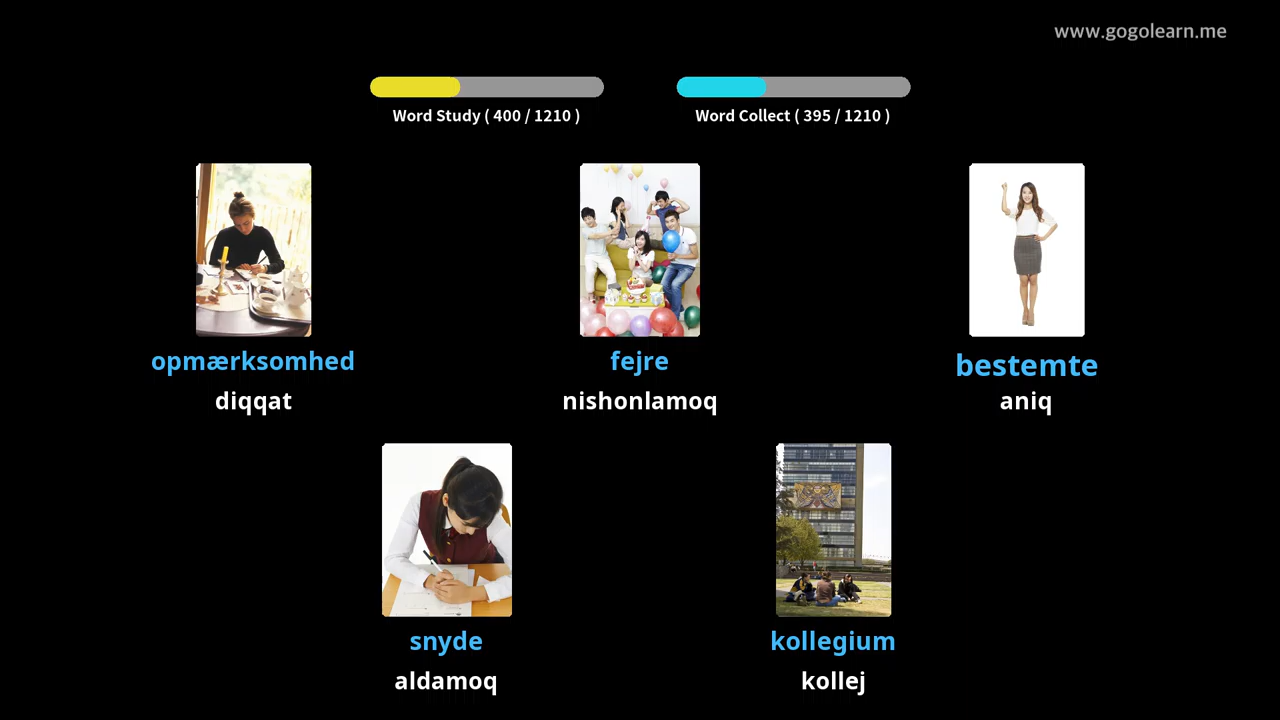 www.gogolearn.me
Word Study ( 400 / 1210 )
Word Collect ( 395 / 1210 )
opmærksomhed
diqqat
fejre
nishonlamoq
bestemte
aniq
snyde
aldamoq
kollegium
kollej